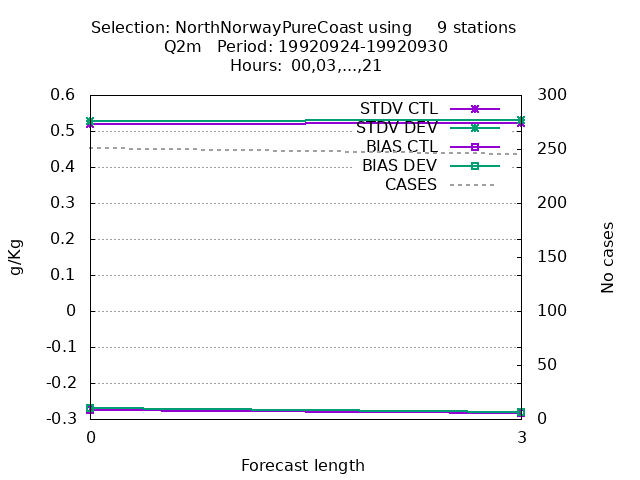 Selection: NorthNorwayPureCoast using     9 stations
Q2m   Period: 19920924-19920930
Hours:  00,03,...,21
0.6
0.5
0.4
0.3
0.2
0.1
0
-0.1
-0.2
-0.3
g/Kg
STDV CTL
STDV DEV
BIAS CTL
BIAS DEV
CASES
300
250
200
150
100
50
0
No cases
0
3
Forecast length